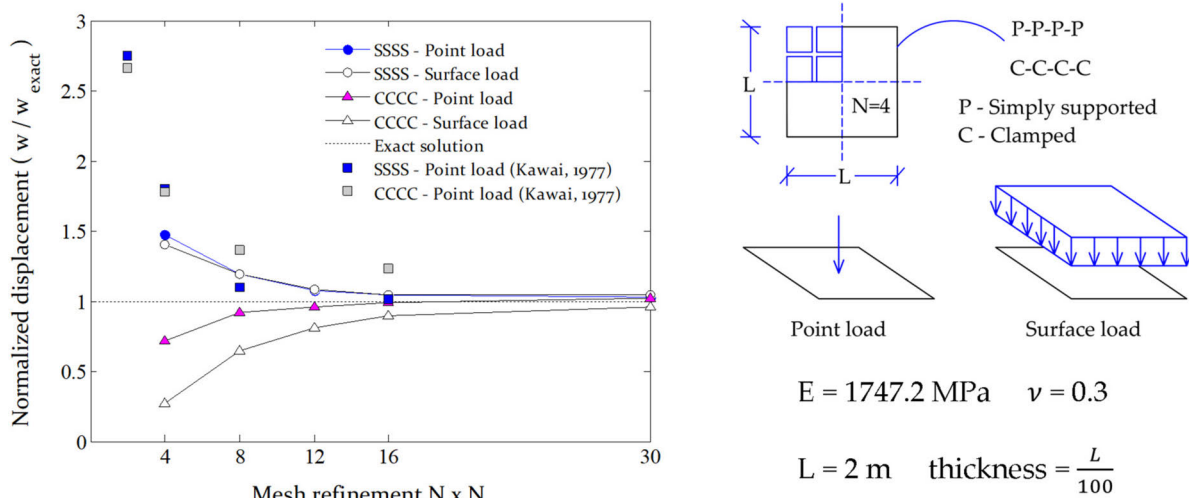 Normalized displacement ( w / w exact )
3
2.5
2
1.5
1
0.5
0
SSSS - Point load
SSSS - Surface load
CCCC - Point load
CCCC - Surface load
Exact solution
SSSS - Point load (Kawai, 1977)
CCCC - Point load (Kawai, 1977)
4 8 12 16 30
Mesh refinement N x N
L
N=4
L
P-P-P-P
C-C-C-C
P - Simply supported
C - Clamped
Point load
Surface load
E = 1747.2 MPa ν = 0.3
L = 2 m thickness = L/100